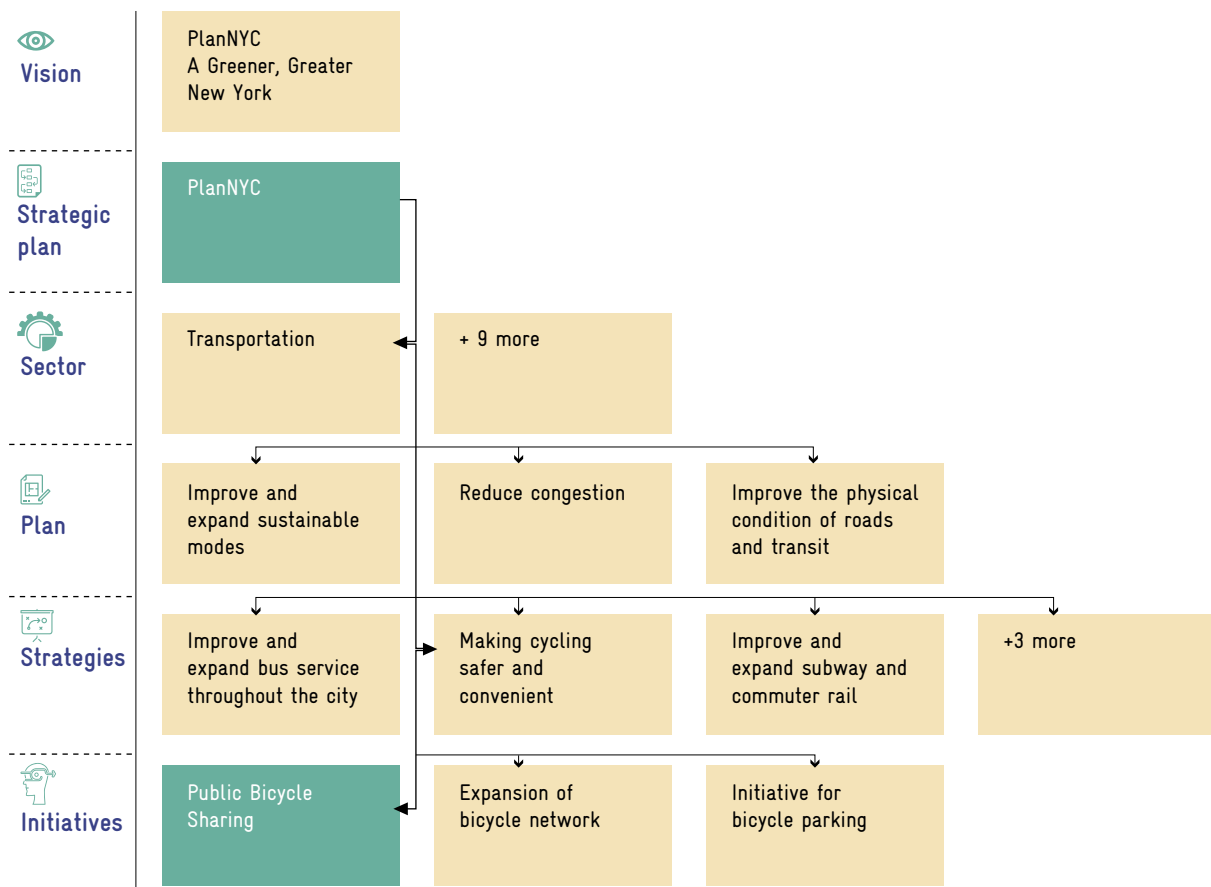 Vision
PlanNYC
A Greener, Greater
New York
Strategic
plan
PlanNYC
Sector
Transportation
+ 9 more
Plan
Improve and
expand sustainable
modes
Reduce congestion
Improve the physical
condition of roads
and transit
Strategies
Improve and
expand bus service
throughout the city
Making cycling
safer and
convenient
Improve and
expand subway and
commuter rail
+3 more
Initiatives
Public Bicycle
Sharing
Expansion of
bicycle network
Initiative for
bicycle parking